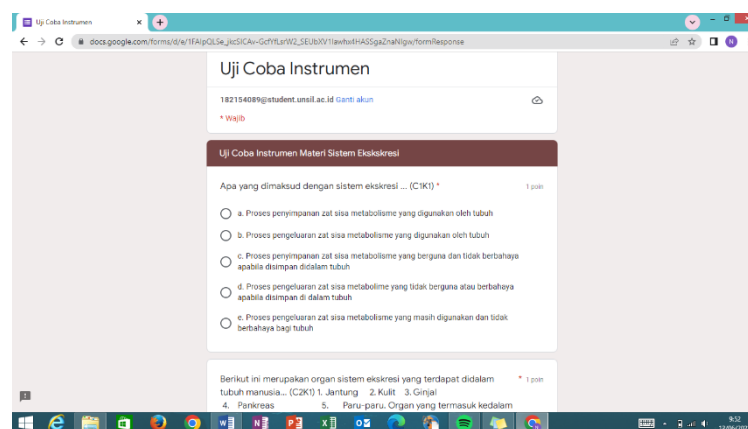 Uji Coba Instrumen
docs.google.com/forms/d/e/
/formResponse
Uji Coba Instrumen
182154089@student.unsil.ac.id Ganti akun
* Wajib
Uji Coba Instrumen Materi Sistem Ekskskresi
Apa yang dimaksud dengan sistem ekskresi ... (C1K1) *
1 poin
a. Proses penyimpanan zat sisa metabolisme yang digunakan oleh tubuh
b. Proses pengeluaran zat sisa metabolisme yang digunakan oleh tubuh
c. Proses penyimpanan zat sisa metabolisme yang berguna dan tidak berbahaya
apabila disimpan didalam tubuh
d. Proses pengeluaran zat sisa metabolime yang tidak berguna atau berbahaya
apabila disimpan di dalam tubuh
e. Proses pengeluaran zat sisa metabolisme yang masih digunakan dan tidak
berbahaya bagi tubuh
Berikut ini merupakan organ sistem ekskresi yang terdapat didalam * 1 poin
tubuh manusia... (C2K1) 1. Jantung 2. Kulit 3. Ginjal
4. Pankreas 5. Paru-paru. Organ yang termasuk kedalam
9:52